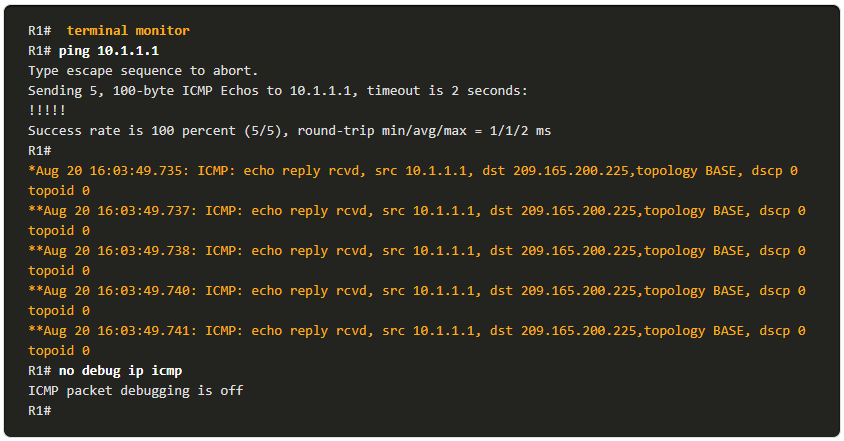 R1#  terminal monitor
R1# ping 10.1.1.1
Type escape sequence to abort.
Sending 5, 100-byte ICMP Echos to 10.1.1.1, timeout is 2 seconds:
!!!!!
Success rate is 100 percent (5/5), round-trip min/avg/max = 1/1/2 ms
R1#
*Aug 20 16:03:49.735: ICMP: echo reply rcvd, src 10.1.1.1, dst 209.165.200.225,topology BASE, dscp 0
topoid 0
**Aug 20 16:03:49.737: ICMP: echo reply rcvd, src 10.1.1.1, dst 209.165.200.225,topology BASE, dscp 0
topoid 0
**Aug 20 16:03:49.738: ICMP: echo reply rcvd, src 10.1.1.1, dst 209.165.200.225,topology BASE, dscp 0
topoid 0
**Aug 20 16:03:49.740: ICMP: echo reply rcvd, src 10.1.1.1, dst 209.165.200.225,topology BASE, dscp 0
topoid 0
**Aug 20 16:03:49.741: ICMP: echo reply rcvd, src 10.1.1.1, dst 209.165.200.225,topology BASE, dscp 0
topoid 0
R1# no debug ip icmp
ICMP packet debugging is off
R1#